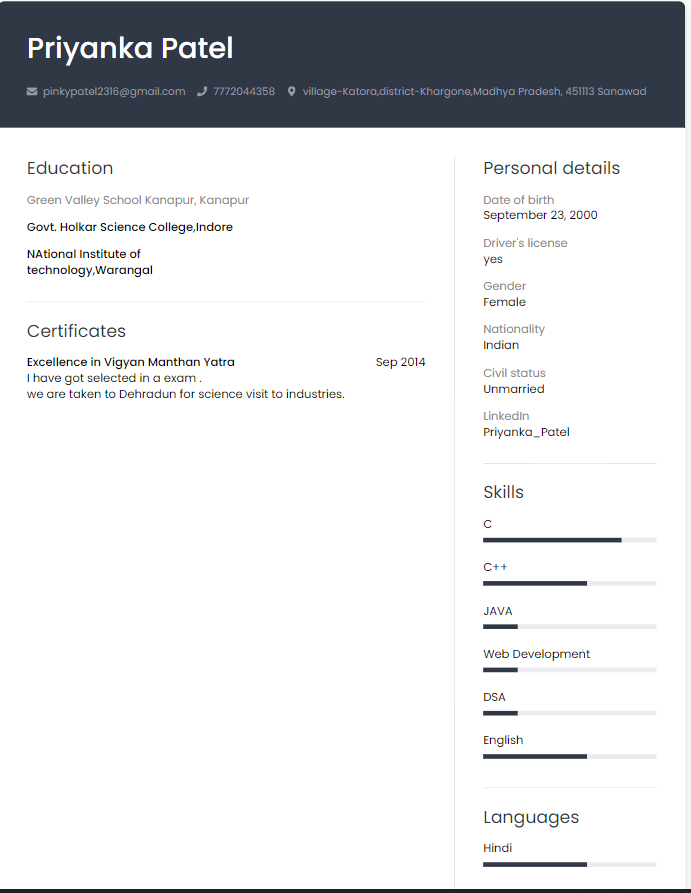 Priyanka Patel
pinkypatel2316@gmail.com 7772044358 village-Katora,district-Khargone,Madhya Pradesh, 451113 Sanawad
Education
Green Valley School Kanapur, Kanapur
Govt. Holkar Science College,Indore
NAtional Institute of
technology,Warangal
Certificates
Excellence in Vigyan Manthan Yatra Sep 2014
I have got selected in a exam .
we are taken to Dehradun for science visit to industries.
Personal details
Date of birth
September 23, 2000
Driver's license
yes
Gender
Female
Nationality
Indian
Civil status
Unmarried
LinkedIn
Priyanka_Patel
Skills
C
C++
JAVA
Web Development
DSA
English
Languages
Hindi